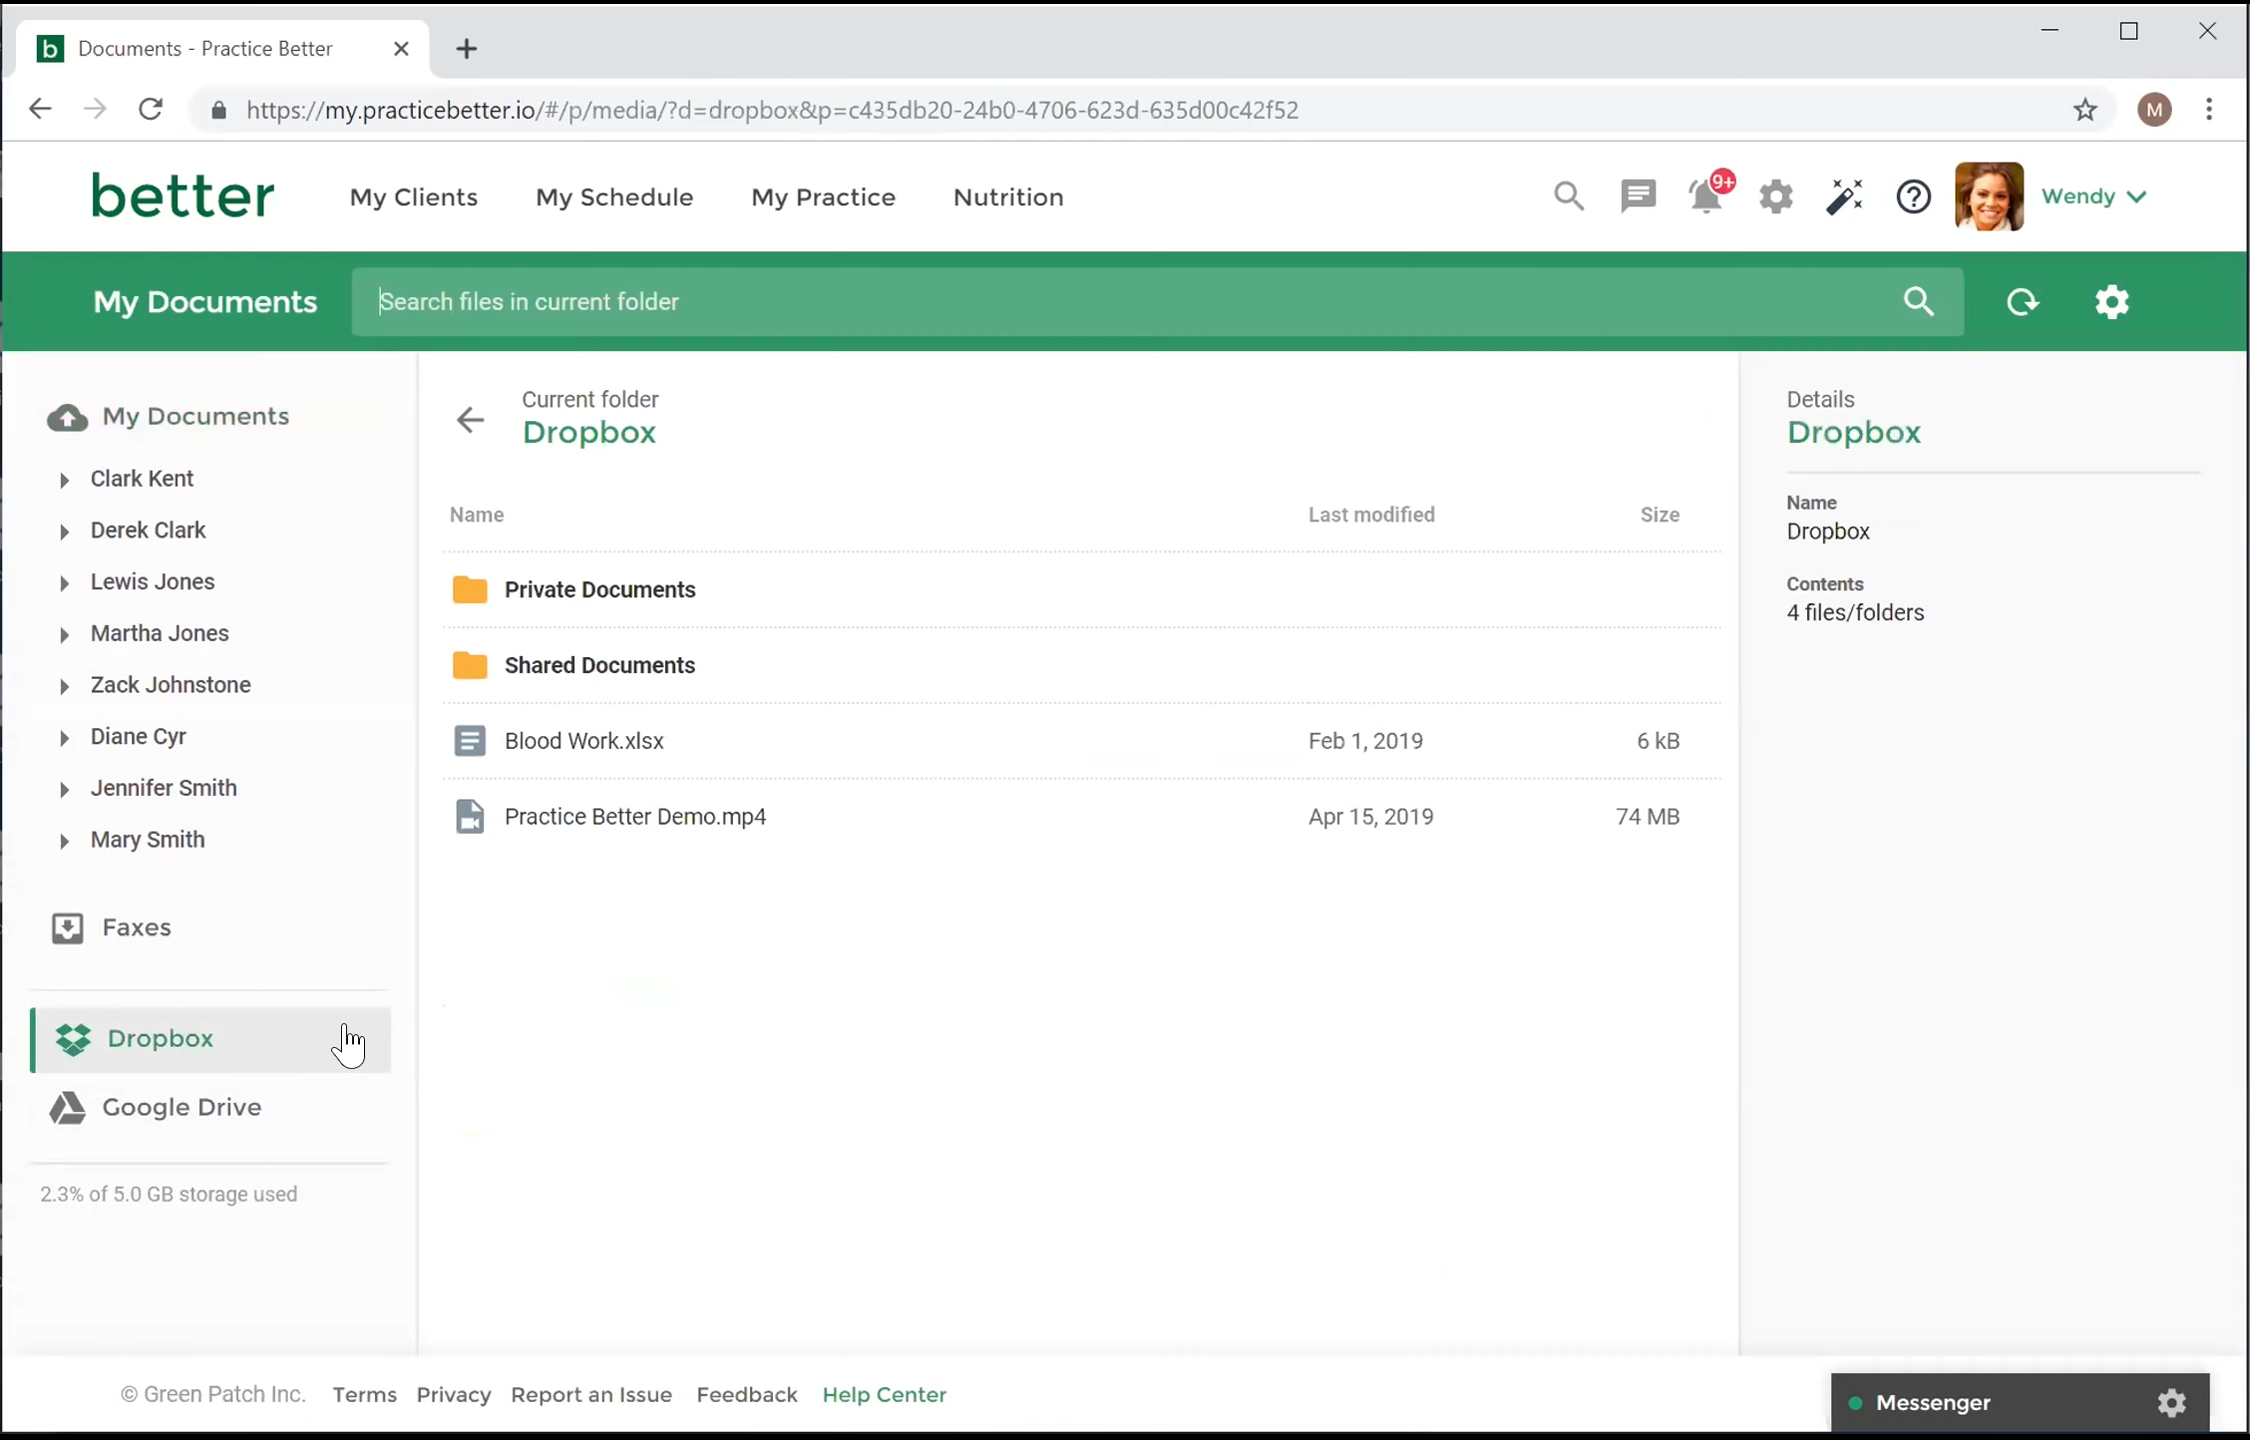 b Documents - Practice Better
https://my.practicebetter.io/#/p/media/?d=dropbox&p=c435db20-24b0-4706-623d-635d00c42f52
M
better My Clients My Schedule My Practice Nutrition 9+ Wendy
My Documents Search files in current folder
My Documents
Clark Kent
Derek Clark
Lewis Jones
Martha Jones
Zack Johnstone
Diane Cyr
Jennifer Smith
Mary Smith
Faxes
Dropbox
Google Drive
2.3% of 5.0 GB storage used
Current folder
Dropbox
Name Last modified Size
Private Documents
Shared Documents
Blood Work.xlsx Feb 1, 2019 6 kB
Practice Better Demo.mp4 Apr 15, 2019 74 MB
Details
Dropbox
Name
Dropbox
Contents
4 files/folders
© Green Patch Inc. Terms Privacy Report an Issue Feedback Help Center
Messenger